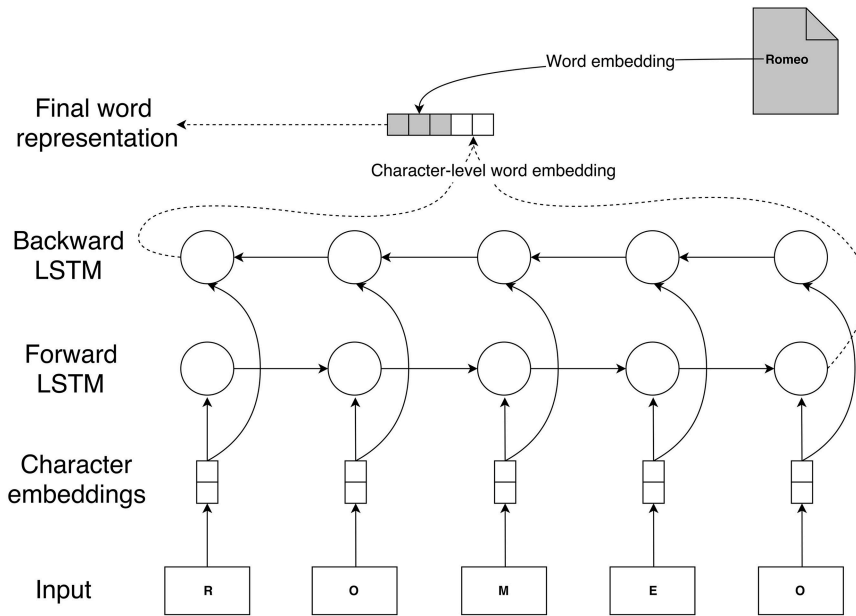 Romeo
Word embedding
Final word
representation
Character-level word embedding
Backward
LSTM
Forward
LSTM
Character
embeddings
Input
R
O
M
E
O